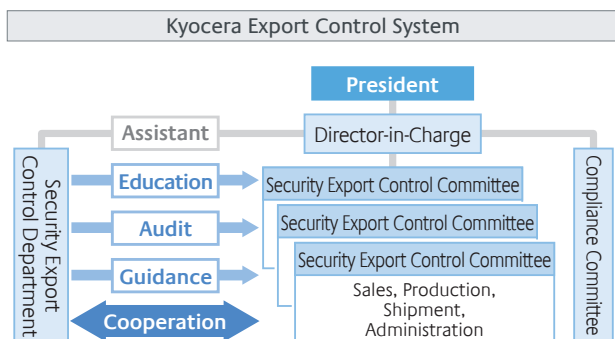 Kyocera Export Control System
President
Assistant
Director-in-Charge
Security Export
Control Department
Education
Audit
Guidance
Cooperation
Security Export Control Committee
Security Export Control Committee
Security Export Control Committee
Sales, Production,
Shipment,
Administration
Compliance Committee